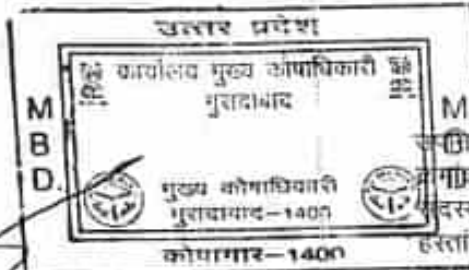 उत्तर प्रदेश
कार्यालय मुख्य कोषाधिकारी
मुरादाबाद
M
B
D.
M
मुख्य कोषाधिकारी
मुरादाबाद-1400
कोषागार-1400